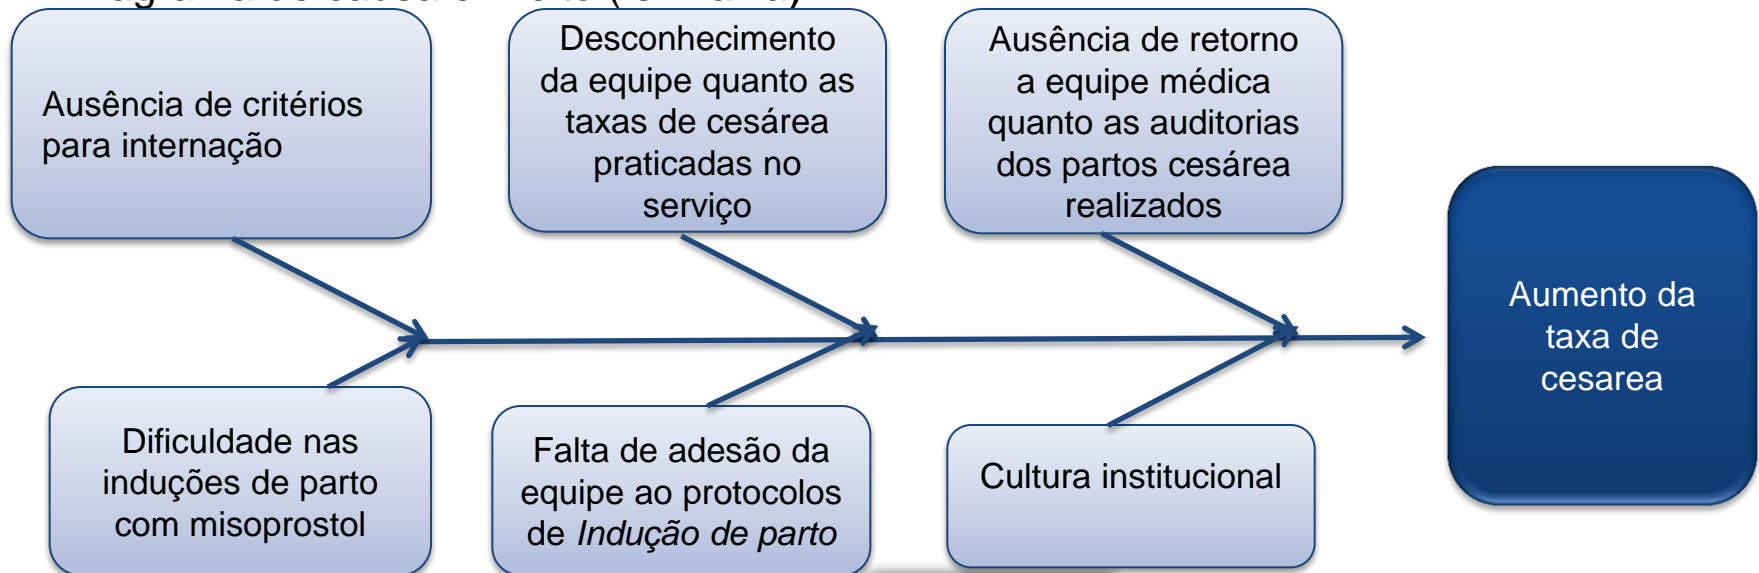 Ausência de critérios
para internação
Desconhecimento
da equipe quanto as
taxas de cesárea
praticadas no
serviço
Ausência de retorno
a equipe médica
quanto as auditorias
dos partos cesárea
realizados
Aumento da
taxa de
cesarea
Dificuldade nas
induções de parto
com misoprostol
Falta de adesão da
equipe ao protocolos
de Indução de parto
Cultura institucional